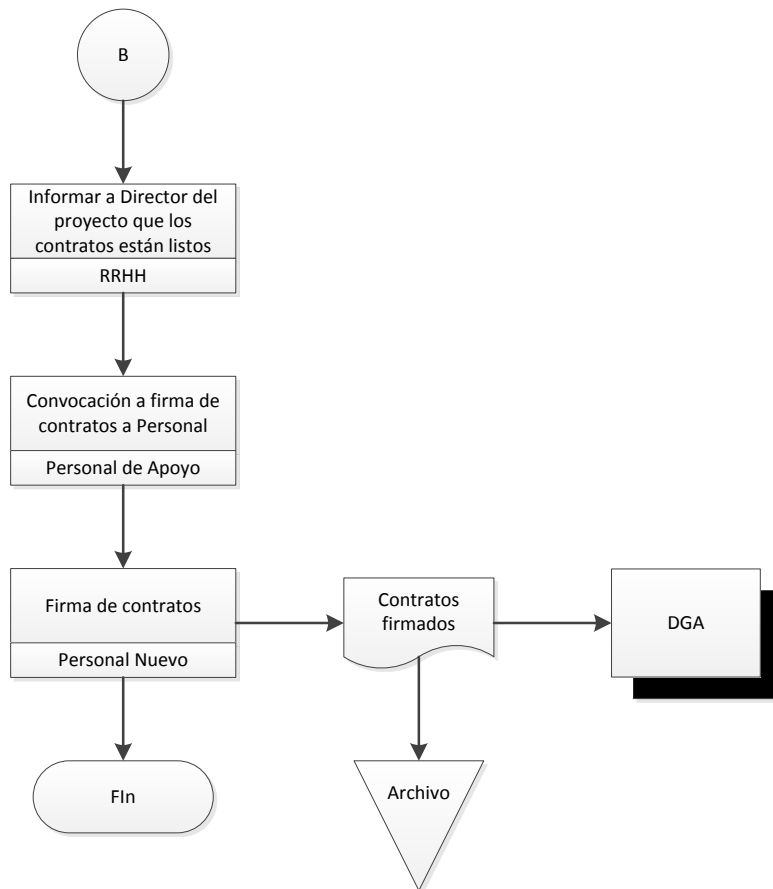 B
Informar a Director del
proyecto que los
contratos están listos
RRHH
Convocación a firma de
contratos a Personal
Personal de Apoyo
Firma de contratos
Personal Nuevo
Contratos
firmados
DGA
FIn
Archivo